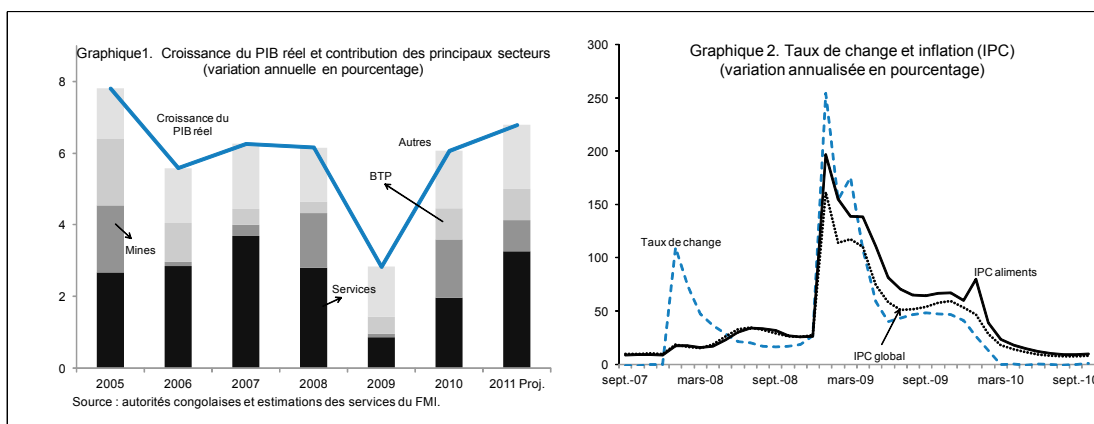 Graphique1. Croissance du PIB réel et contribution des principaux secteurs
(variation annuelle en pourcentage)
8
6
4
2
0
Croissance du
PIB réel
Autres
BTP
Mines
Services
2005 2006 2007 2008 2009 2010 2011 Proj.
Source : autorités congolaises et estimations des services du FMI.
Graphique 2. Taux de change et inflation (IPC)
(variation annualisée en pourcentage)
300
250
200
150
100
50
0
Taux de change
IPC aliments
IPC global
sept.-07 mars-08 sept.-08 mars-09 sept.-09 mars-10 sept.-10